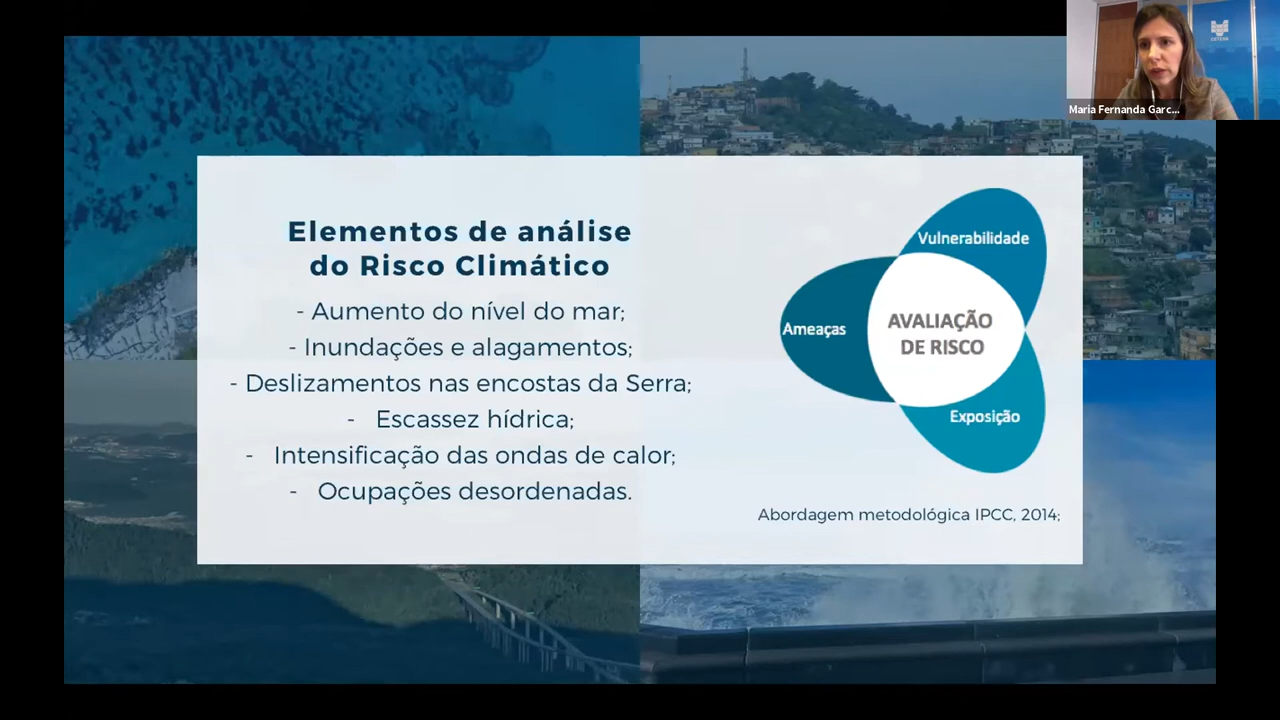 Maria Fernanda Garc...
Elementos de análise
do Risco Climático
- Aumento do nível do mar;
- Inundações e alagamentos;
- Deslizamentos nas encostas da Serra;
- Escassez hídrica;
- Intensificação das ondas de calor;
- Ocupações desordenadas.
Vulnerabilidade
Ameaças
AVALIAÇÃO
DE RISCO
Exposição
Abordagem metodológica IPCC, 2014;